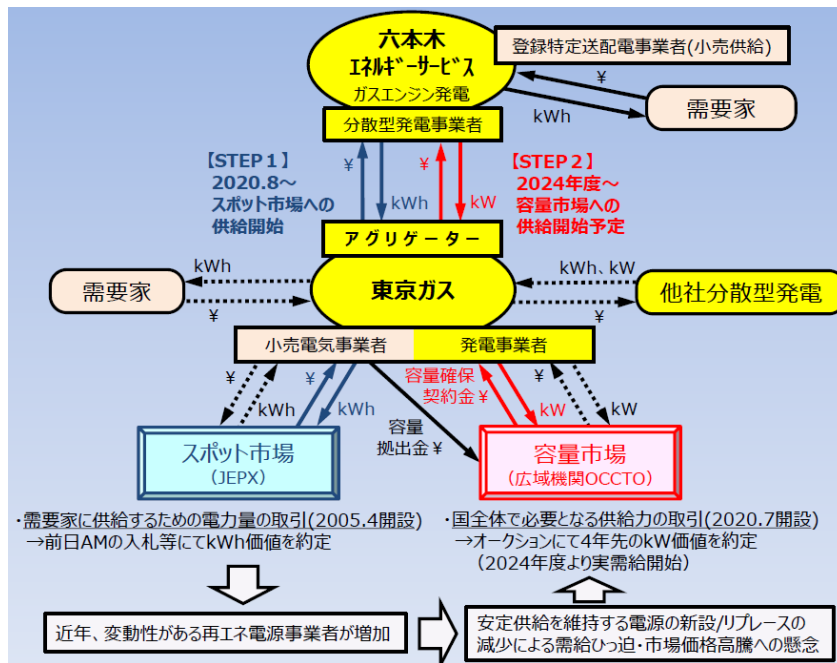 六本木
エネルギーサービス
ガスエンジン発電
登録特定送配電事業者(小売供給)
¥
kWh
需要家
分散型発電事業者
【STEP１】
2020.8～
スポット市場への
供給開始
¥
kWh
¥
kW
【STEP２】
2024年度～
容量市場への
供給開始予定
アグリゲーター
東京ガス
kWh
需要家
¥
kWh、kW
他社分散型発電
¥
小売電気事業者
発電事業者
¥
kWh
¥
kWh
容量
拠出金¥
容量確保
契約金¥
kW
¥
kW
スポット市場
(JEPX)
容量市場
(広域機関OCCTO)
・需要家に供給するための電力量の取引(2005.4開設)
→前日AMの入札等にてkWh価値を約定
・国全体で必要となる供給力の取引(2020.7開設)
→オークションにて4年先のkW価値を約定
(2024年度より実需給開始)
近年、変動性がある再エネ電源事業者が増加
安定供給を維持する電源の新設/リプレースの
減少による需給ひっ迫・市場価格高騰への懸念